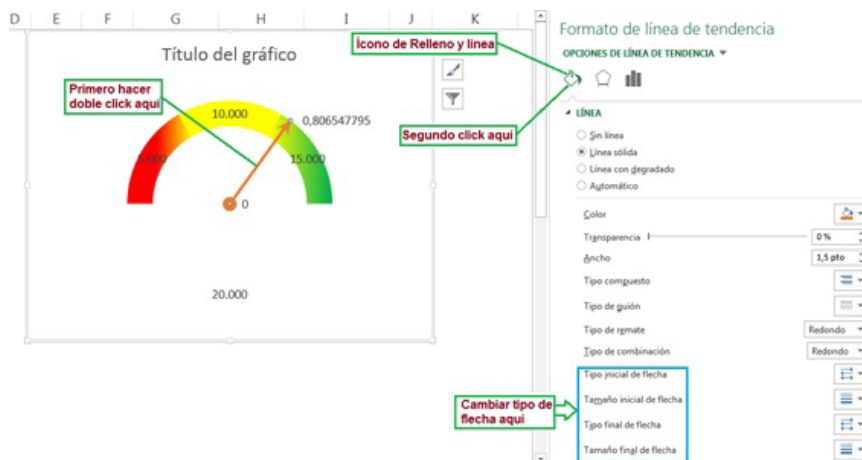 D E F G H I J K
Título del gráfico
Ícono de Relleno y linea
Primero hacer
doble click aquí
10.000
0,806547795
5.000
15.000
0
20.000
Segundo click aqui
Formato de línea de tendencia
OPCIONES DE LÍNEA DE TENDENCIA
LÍNEA
Sin línea
Línea sólida
Línea con degradado
Automático
Color
Transparencia 0 %
Ancho 1,5 pto
Tipo compuesto
Tipo de guión
Tipo de remate Redondo
Tipo de combinación Redondo
Tipo inicial de flecha
Tamaño inicial de flecha
Tipo final de flecha
Tamaño final de flecha
Cambiar tipo de
flecha aquí